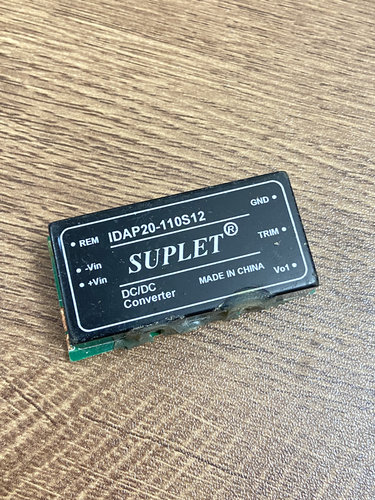 IDAP20-110S12
GND
REM
SUPLET®
TRIM
-Vin
+Vin
MADE IN CHINA
Vo1
DC/DC
Converter